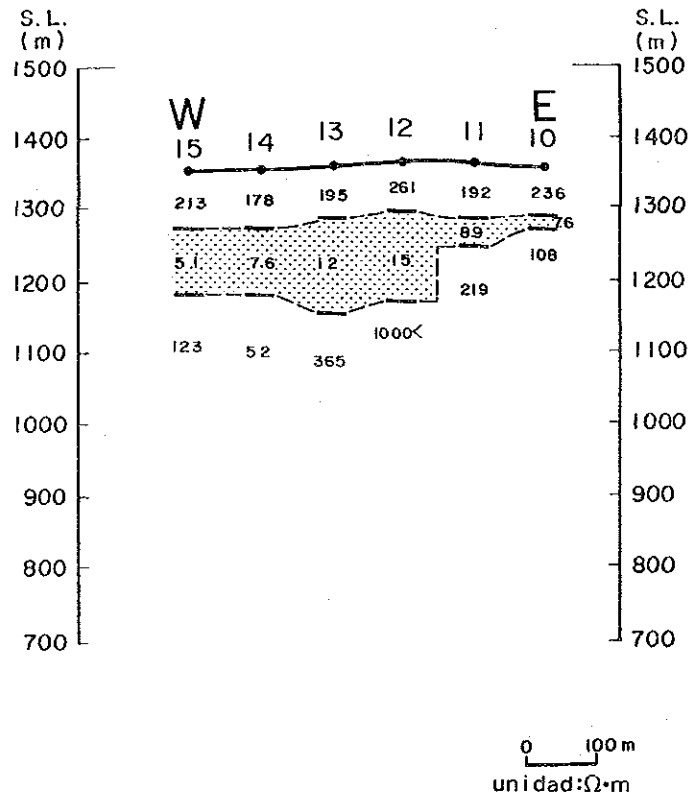 S.L. S.L.
(m) (m)
1500 1500
W E
1400 15 14 13 12 11 10 1400
213 178 195 261 192 236
1300 1300
5.1 7.6 12 15 89 76
108
1200 219 1200
123 52 365 1000<
1100 1100
1000 1000
900 900
800 800
700 700
0 100 m
unidad:Ω·m